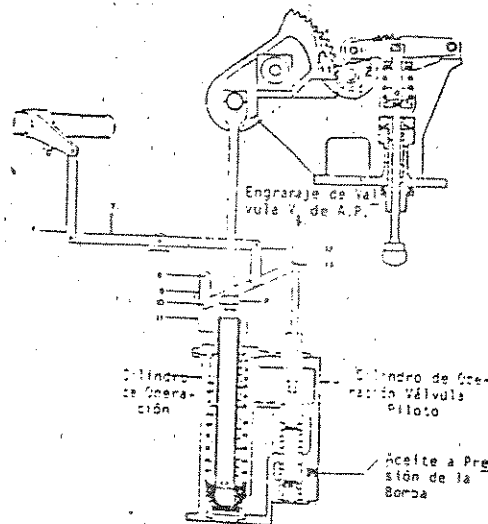 Engranaje de Vál
vula V. de A.P.
Cilindro
de Opera-
ción
Cilindro de Ope-
ración Válvula
Piloto
Aceite a Pre
sión de la
Bomba